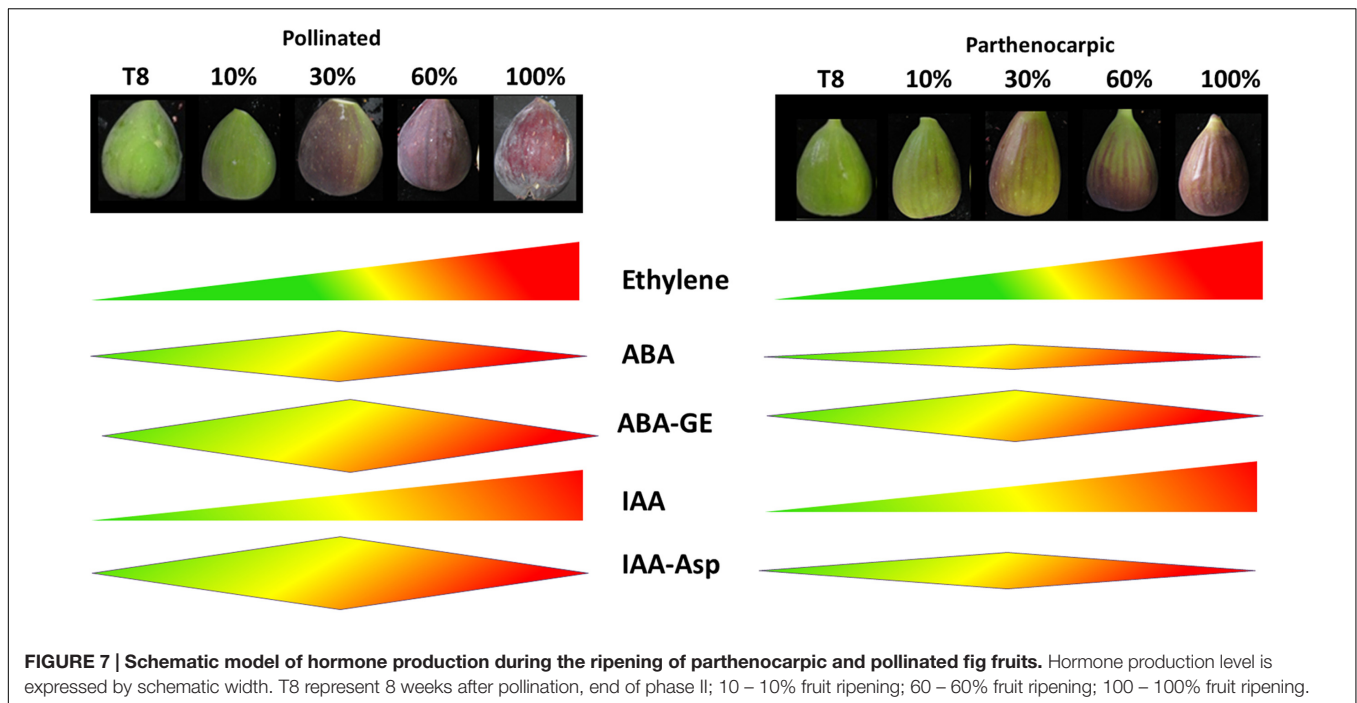 Pollinated
T8 10% 30% 60% 100%
Parthenocarpic
T8 10% 30% 60% 100%
Ethylene
ABA
ABA-GE
IAA
IAA-Asp
FIGURE 7 | Schematic model of hormone production during the ripening of parthenocarpic and pollinated fig fruits. Hormone production level is
expressed by schematic width. T8 represent 8 weeks after pollination, end of phase II; 10 – 10% fruit ripening; 60 – 60% fruit ripening; 100 – 100% fruit ripening.